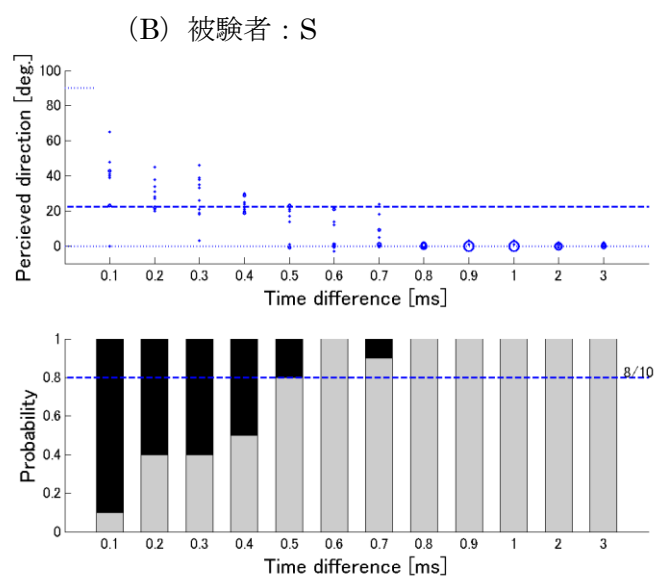 (B) 被験者：S
Percieved direction [deg.]
100
80
60
40
20
0
0.1 0.2 0.3 0.4 0.5 0.6 0.7 0.8 0.9 1 2 3
Time difference [ms]
Probability
1
0.8
0.6
0.4
0.2
0
8/10
0.1 0.2 0.3 0.4 0.5 0.6 0.7 0.8 0.9 1 2 3
Time difference [ms]